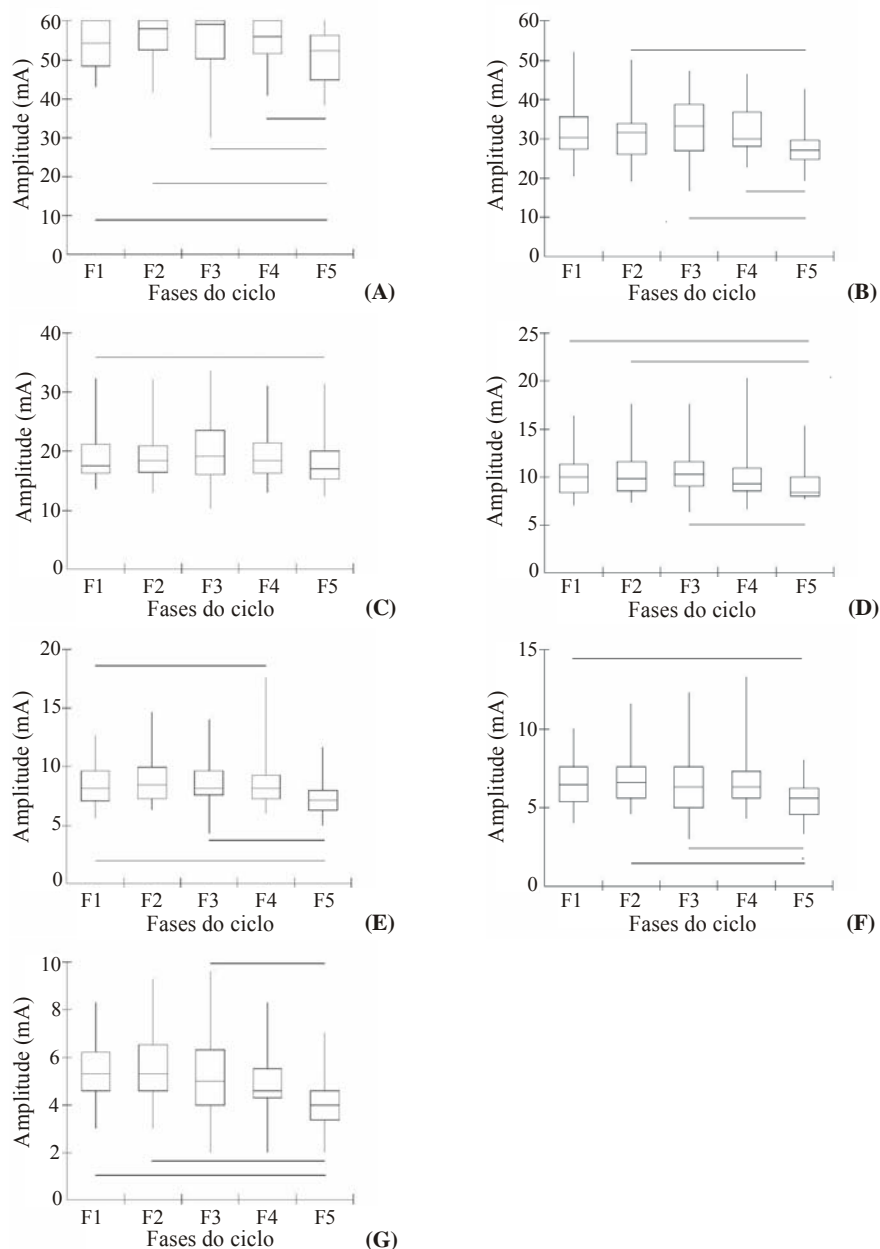 60
50
40
30
20
10
0
Amplitude (mA)
F1 F2 F3 F4 F5
Fases do ciclo
(A)
60
50
40
30
20
10
0
Amplitude (mA)
F1 F2 F3 F4 F5
Fases do ciclo
(B)
40
30
20
10
0
Amplitude (mA)
F1 F2 F3 F4 F5
Fases do ciclo
(C)
25
20
15
10
5
0
Amplitude (mA)
F1 F2 F3 F4 F5
Fases do ciclo
(D)
20
15
10
5
0
Amplitude (mA)
F1 F2 F3 F4 F5
Fases do ciclo
(E)
15
10
5
0
Amplitude (mA)
F1 F2 F3 F4 F5
Fases do ciclo
(F)
10
8
6
4
2
0
Amplitude (mA)
F1 F2 F3 F4 F5
Fases do ciclo
(G)